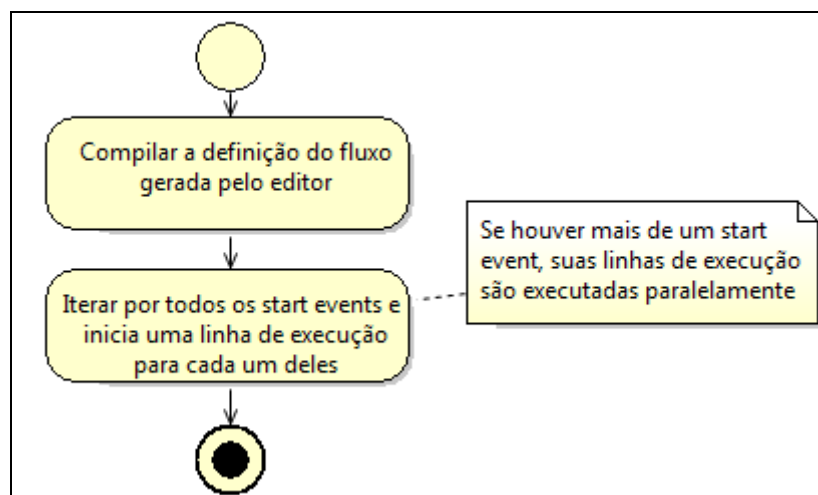 Compilar a definição do fluxo
gerada pelo editor
Se houver mais de um start
event, suas linhas de execução
são executadas paralelamente
Iterar por todos os start events e
inicia uma linha de execução
para cada um deles